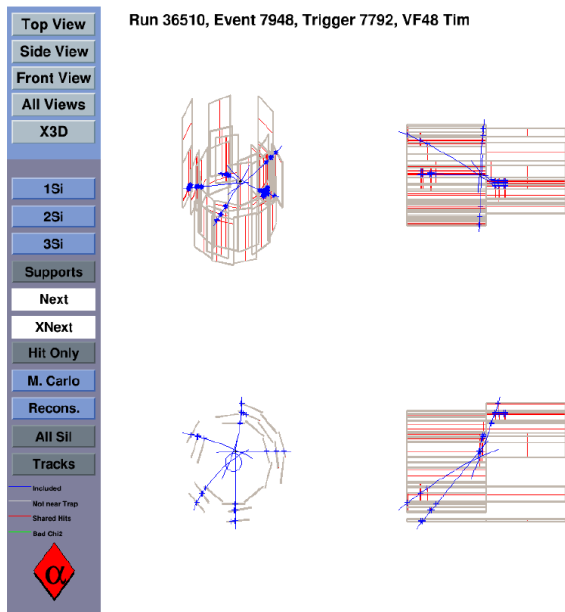 Run 36510, Event 7948, Trigger 7792, VF48 Tim
Top View
Side View
Front View
All Views
X3D
1Si
2Si
3Si
Supports
Next
XNext
Hit Only
M. Carlo
Recons.
All Sil
Tracks
Included
Not near Trap
Shared Hits
Bad Chi2
α